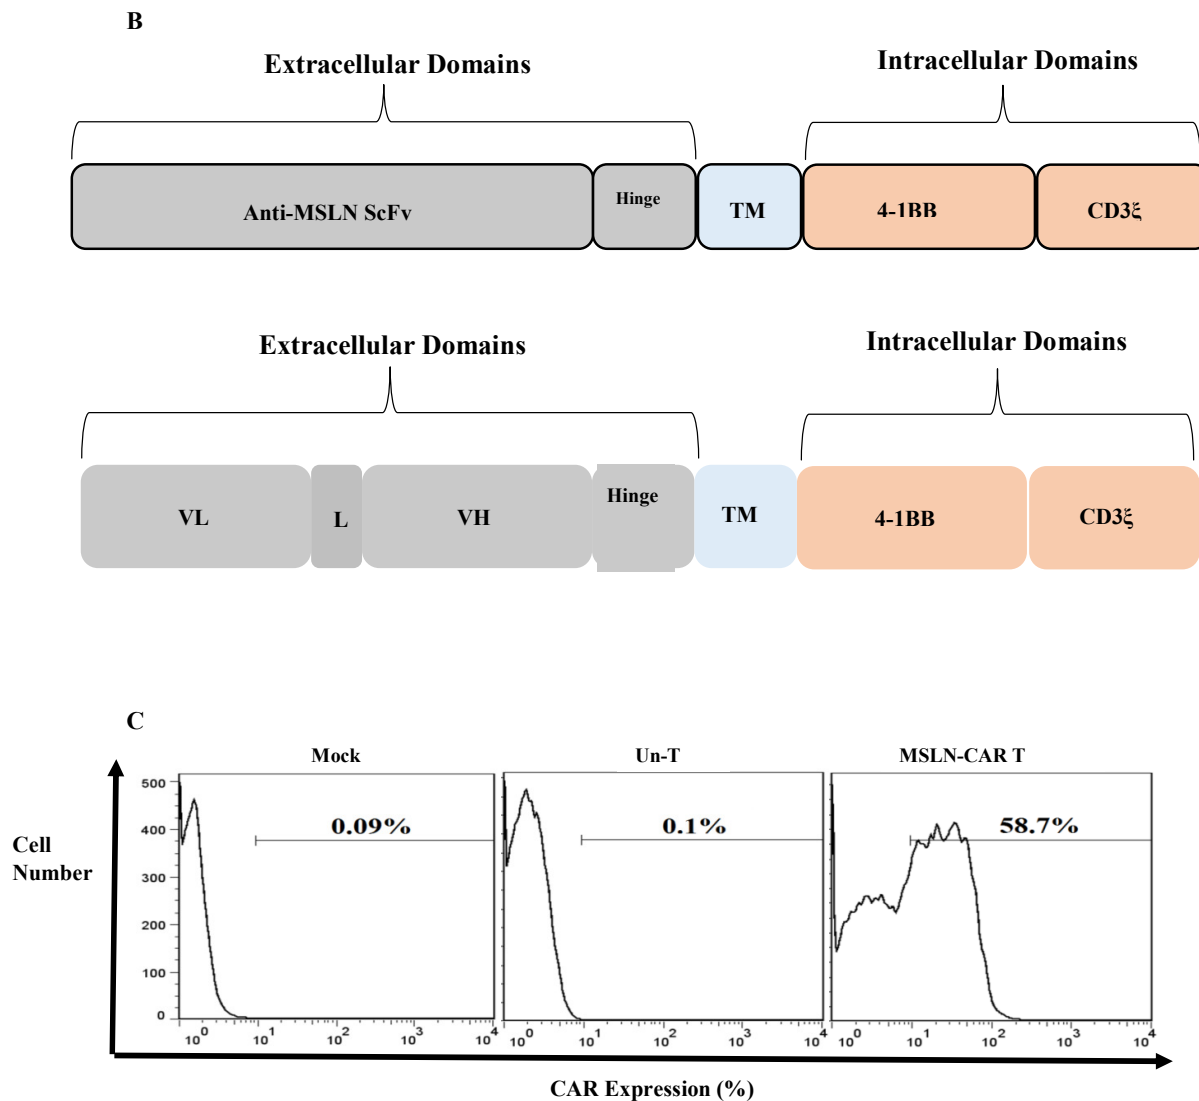 B
Extracellular Domains Intracellular Domains
Anti-MSLN ScFv Hinge TM 4-1BB CD3ξ
Extracellular Domains Intracellular Domains
VL L VH Hinge TM 4-1BB CD3ξ
C
Mock Un-T MSLN-CAR T
500
400
300
200
100
0
Cell
Number
0.09% 0.1% 58.7%
10^0 10^1 10^2 10^3 10^4 10^0 10^1 10^2 10^3 10^4 10^0 10^1 10^2 10^3 10^4
CAR Expression (%)